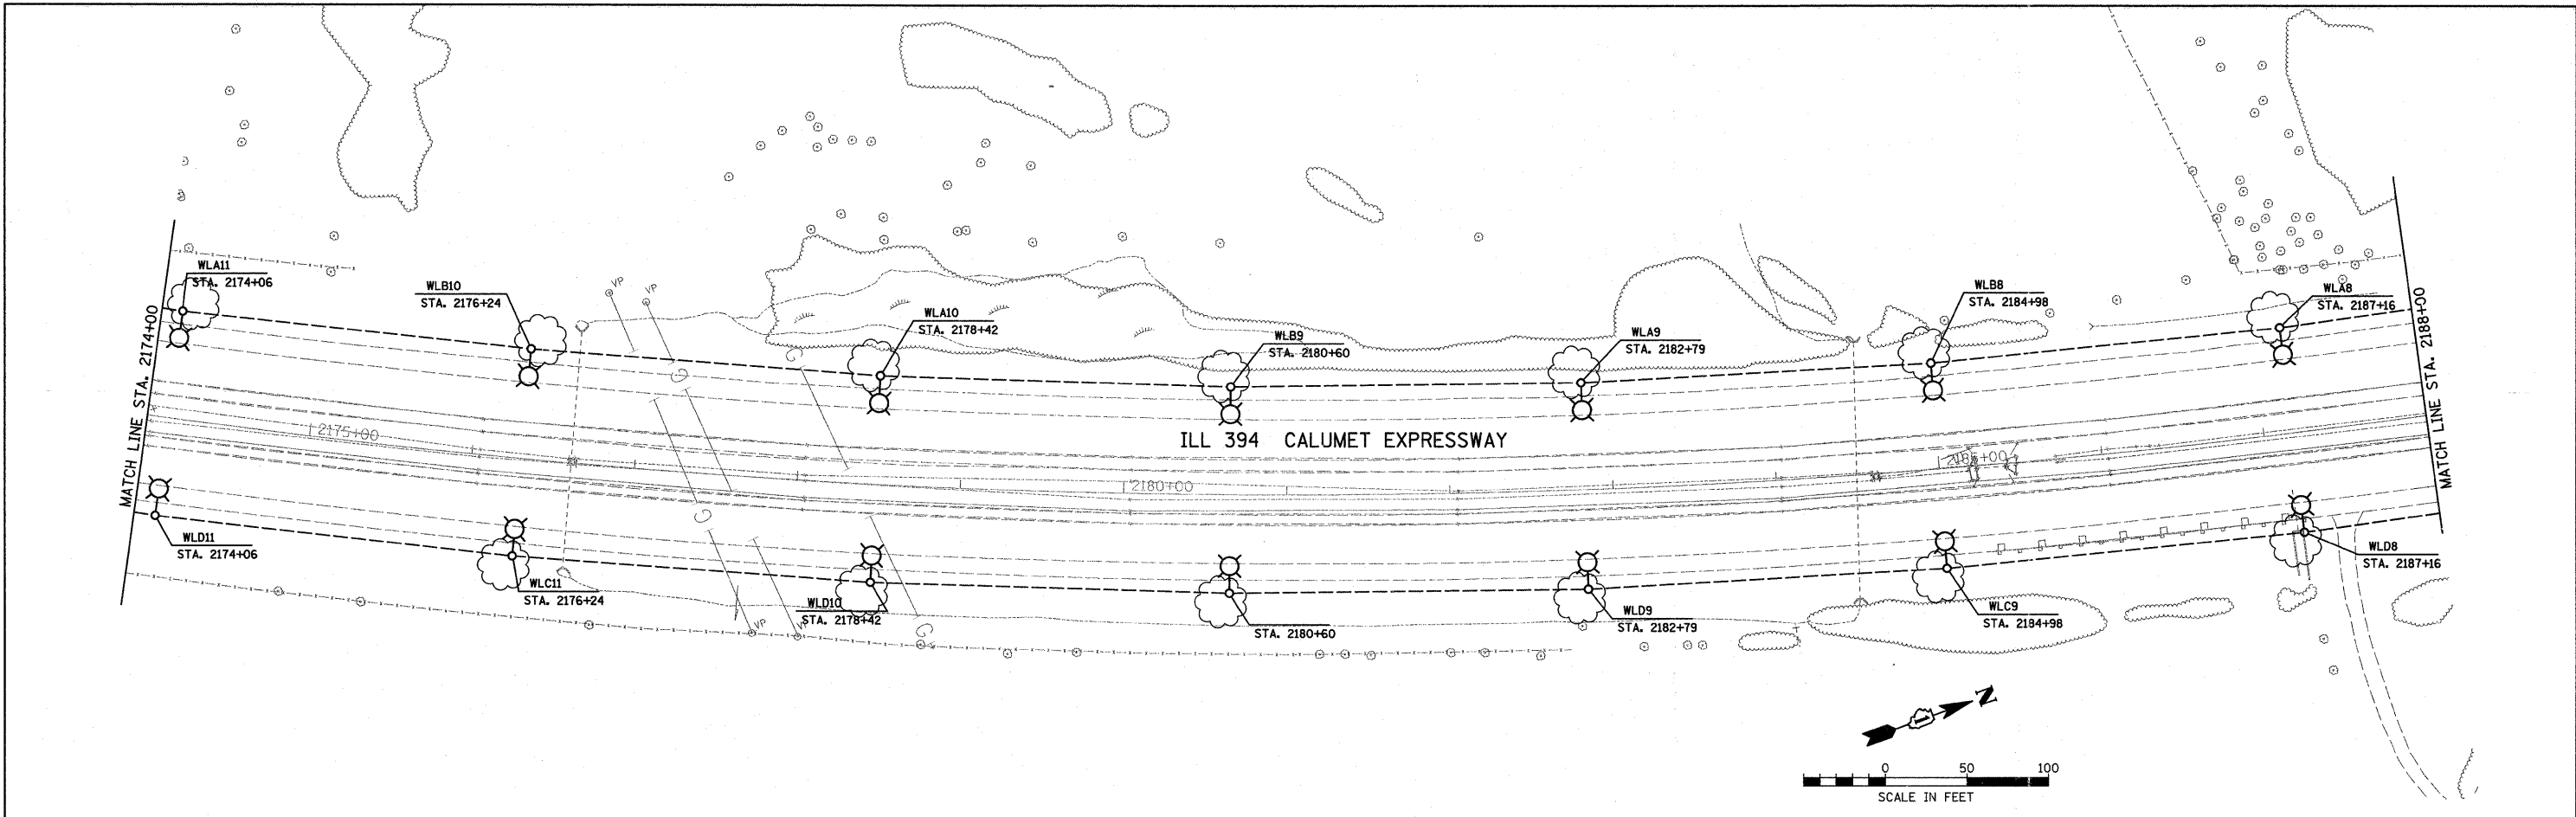 WLA11
STA. 2174+06
WLB10
STA. 2176+24
VP
VP
WLA10
STA. 2178+42
WLB9
STA. 2180+60
WLA9
STA. 2182+79
WLB8
STA. 2184+98
WLA8
STA. 2187+16
MATCH LINE STA. 2174+00
MATCH LINE STA. 2188+00
2175+00
G
G
ILL 394 CALUMET EXPRESSWAY
2180+00
2185+00
G
G
WLD11
STA. 2174+06
WLC11
STA. 2176+24
WLD10
STA. 2178+42
VP
VP
STA. 2180+60
WLD9
STA. 2182+79
WLC9
STA. 2184+98
WLD8
STA. 2187+16
N
0 50 100
SCALE IN FEET